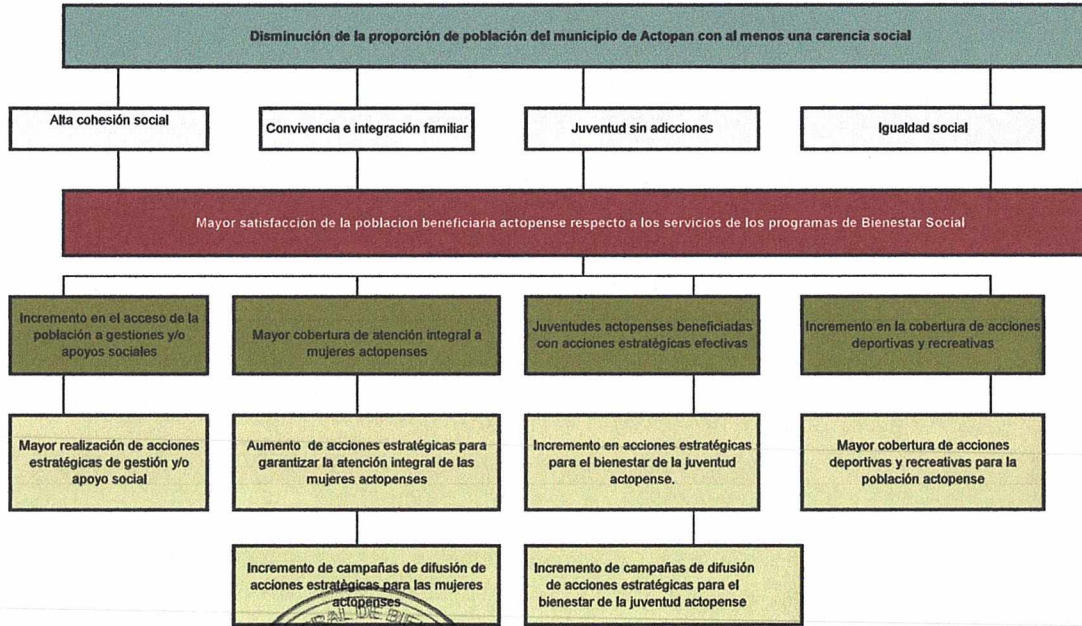 Disminución de la proporción de población del municipio de Actopan con al menos una carencia social
Alta cohesión social
Convivencia e integración familiar
Juventud sin adicciones
Igualdad social
Mayor satisfacción de la poblacion beneficiaria actopense respecto a los servicios de los programas de Bienestar Social
Incremento en el acceso de la
población a gestiones y/o
apoyos sociales
Mayor cobertura de atención integral a
mujeres actopenses
Juventudes actopenses beneficiadas
con acciones estratègicas efectivas
Incremento en la cobertura de acciones
deportivas y recreativas
Mayor realización de acciones
estratégicas de gestión y/o
apoyo social
Aumento de acciones estratégicas para
garantizar la atención integral de las
mujeres actopenses
Incremento en acciones estratégicas
para el bienestar de la juventud
actopense.
Mayor cobertura de acciones
deportivas y recreativas para la
población actopense
Incremento de campañas de difusión de
acciones estratègicas para las mujeres
actopenses
Incremento de campañas de difusión
de acciones estratégicas para el
bienestar de la juventud actopense
DE